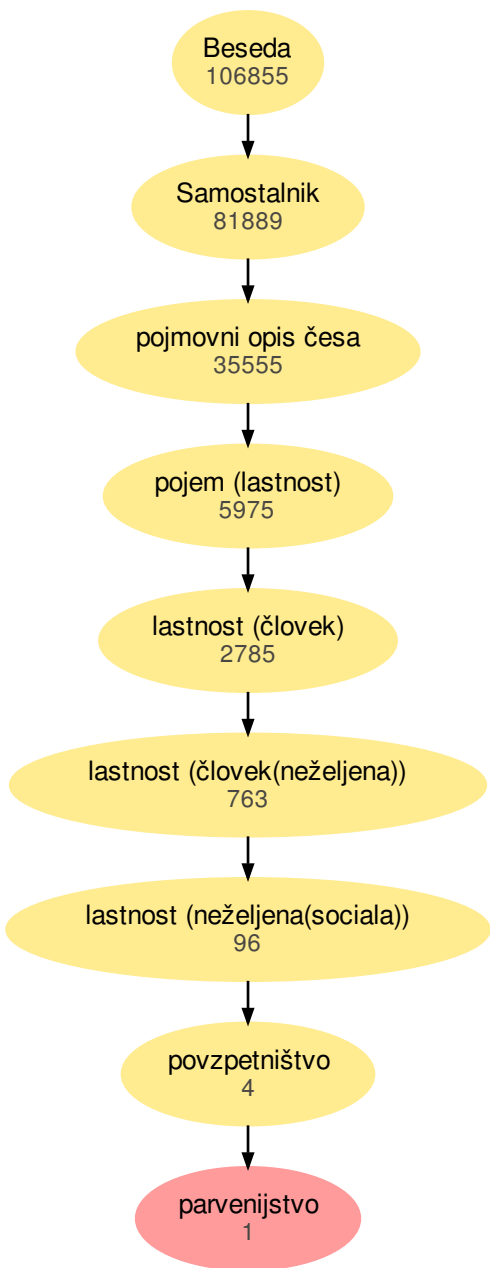 Beseda
106855
Samostalnik
81889
pojmovni opis česa
35555
pojem (lastnost)
5975
lastnost (človek)
2785
lastnost (človek(neželjena))
763
lastnost (neželjena(sociala))
96
povzpetništvo
4
parvenijstvo
1